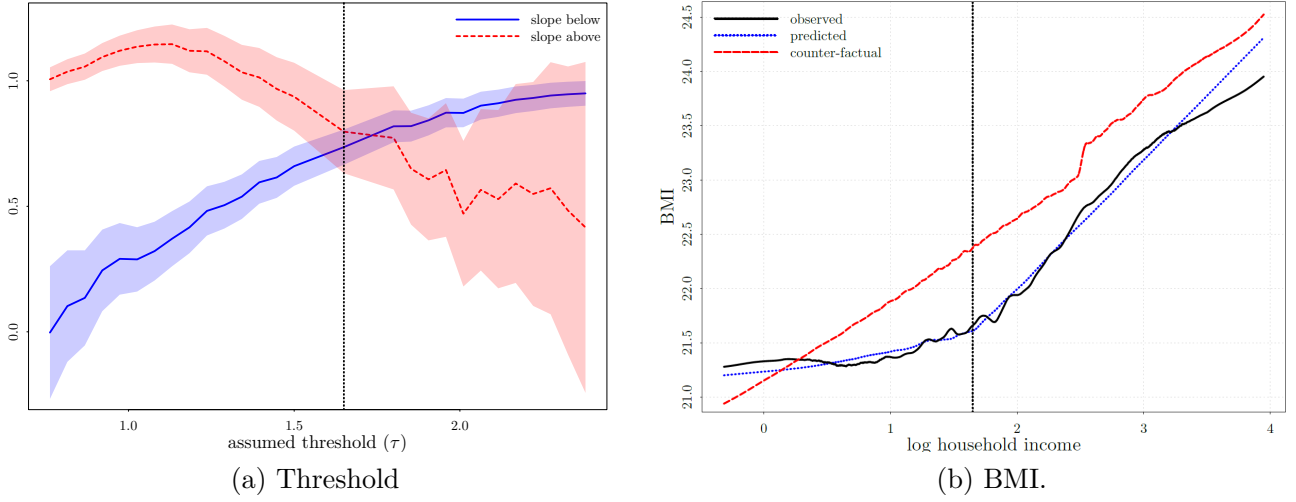 slope below
slope above
1.0
0.5
0.0
1.0
1.5
2.0
assumed threshold (τ)
(a) Threshold
observed
predicted
counter-factual
24.5
24.0
23.5
23.0
22.5
22.0
21.5
21.0
BMI
0
1
2
3
4
log household income
(b) BMI.